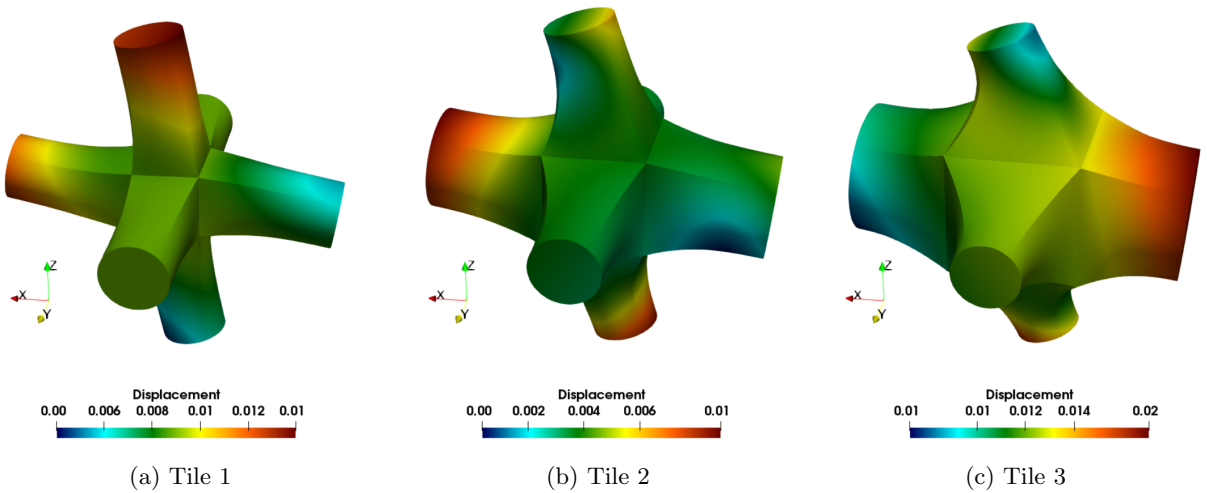 Z
X
Y
Z
X
Y
Z
X
Y
Displacement
0.00 0.006 0.008 0.01 0.012 0.01
Displacement
0.00 0.002 0.004 0.006 0.01
Displacement
0.01 0.01 0.012 0.014 0.02
(a) Tile 1
(b) Tile 2
(c) Tile 3